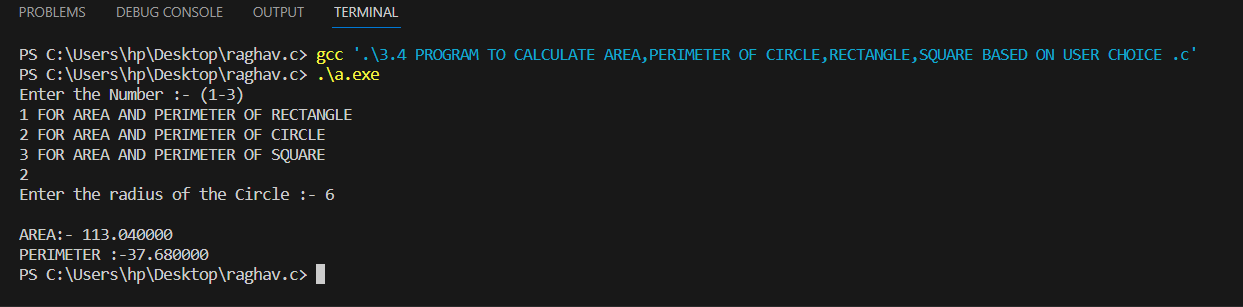 PROBLEMS DEBUG CONSOLE OUTPUT TERMINAL
PS C:\Users\hp\Desktop\raghav.c> gcc '.\3.4 PROGRAM TO CALCULATE AREA,PERIMETER OF CIRCLE,RECTANGLE,SQUARE BASED ON USER CHOICE .c'
PS C:\Users\hp\Desktop\raghav.c> .\a.exe
Enter the Number :- (1-3)
1 FOR AREA AND PERIMETER OF RECTANGLE
2 FOR AREA AND PERIMETER OF CIRCLE
3 FOR AREA AND PERIMETER OF SQUARE
2
Enter the radius of the Circle :- 6
AREA:- 113.040000
PERIMETER :-37.680000
PS C:\Users\hp\Desktop\raghav.c>